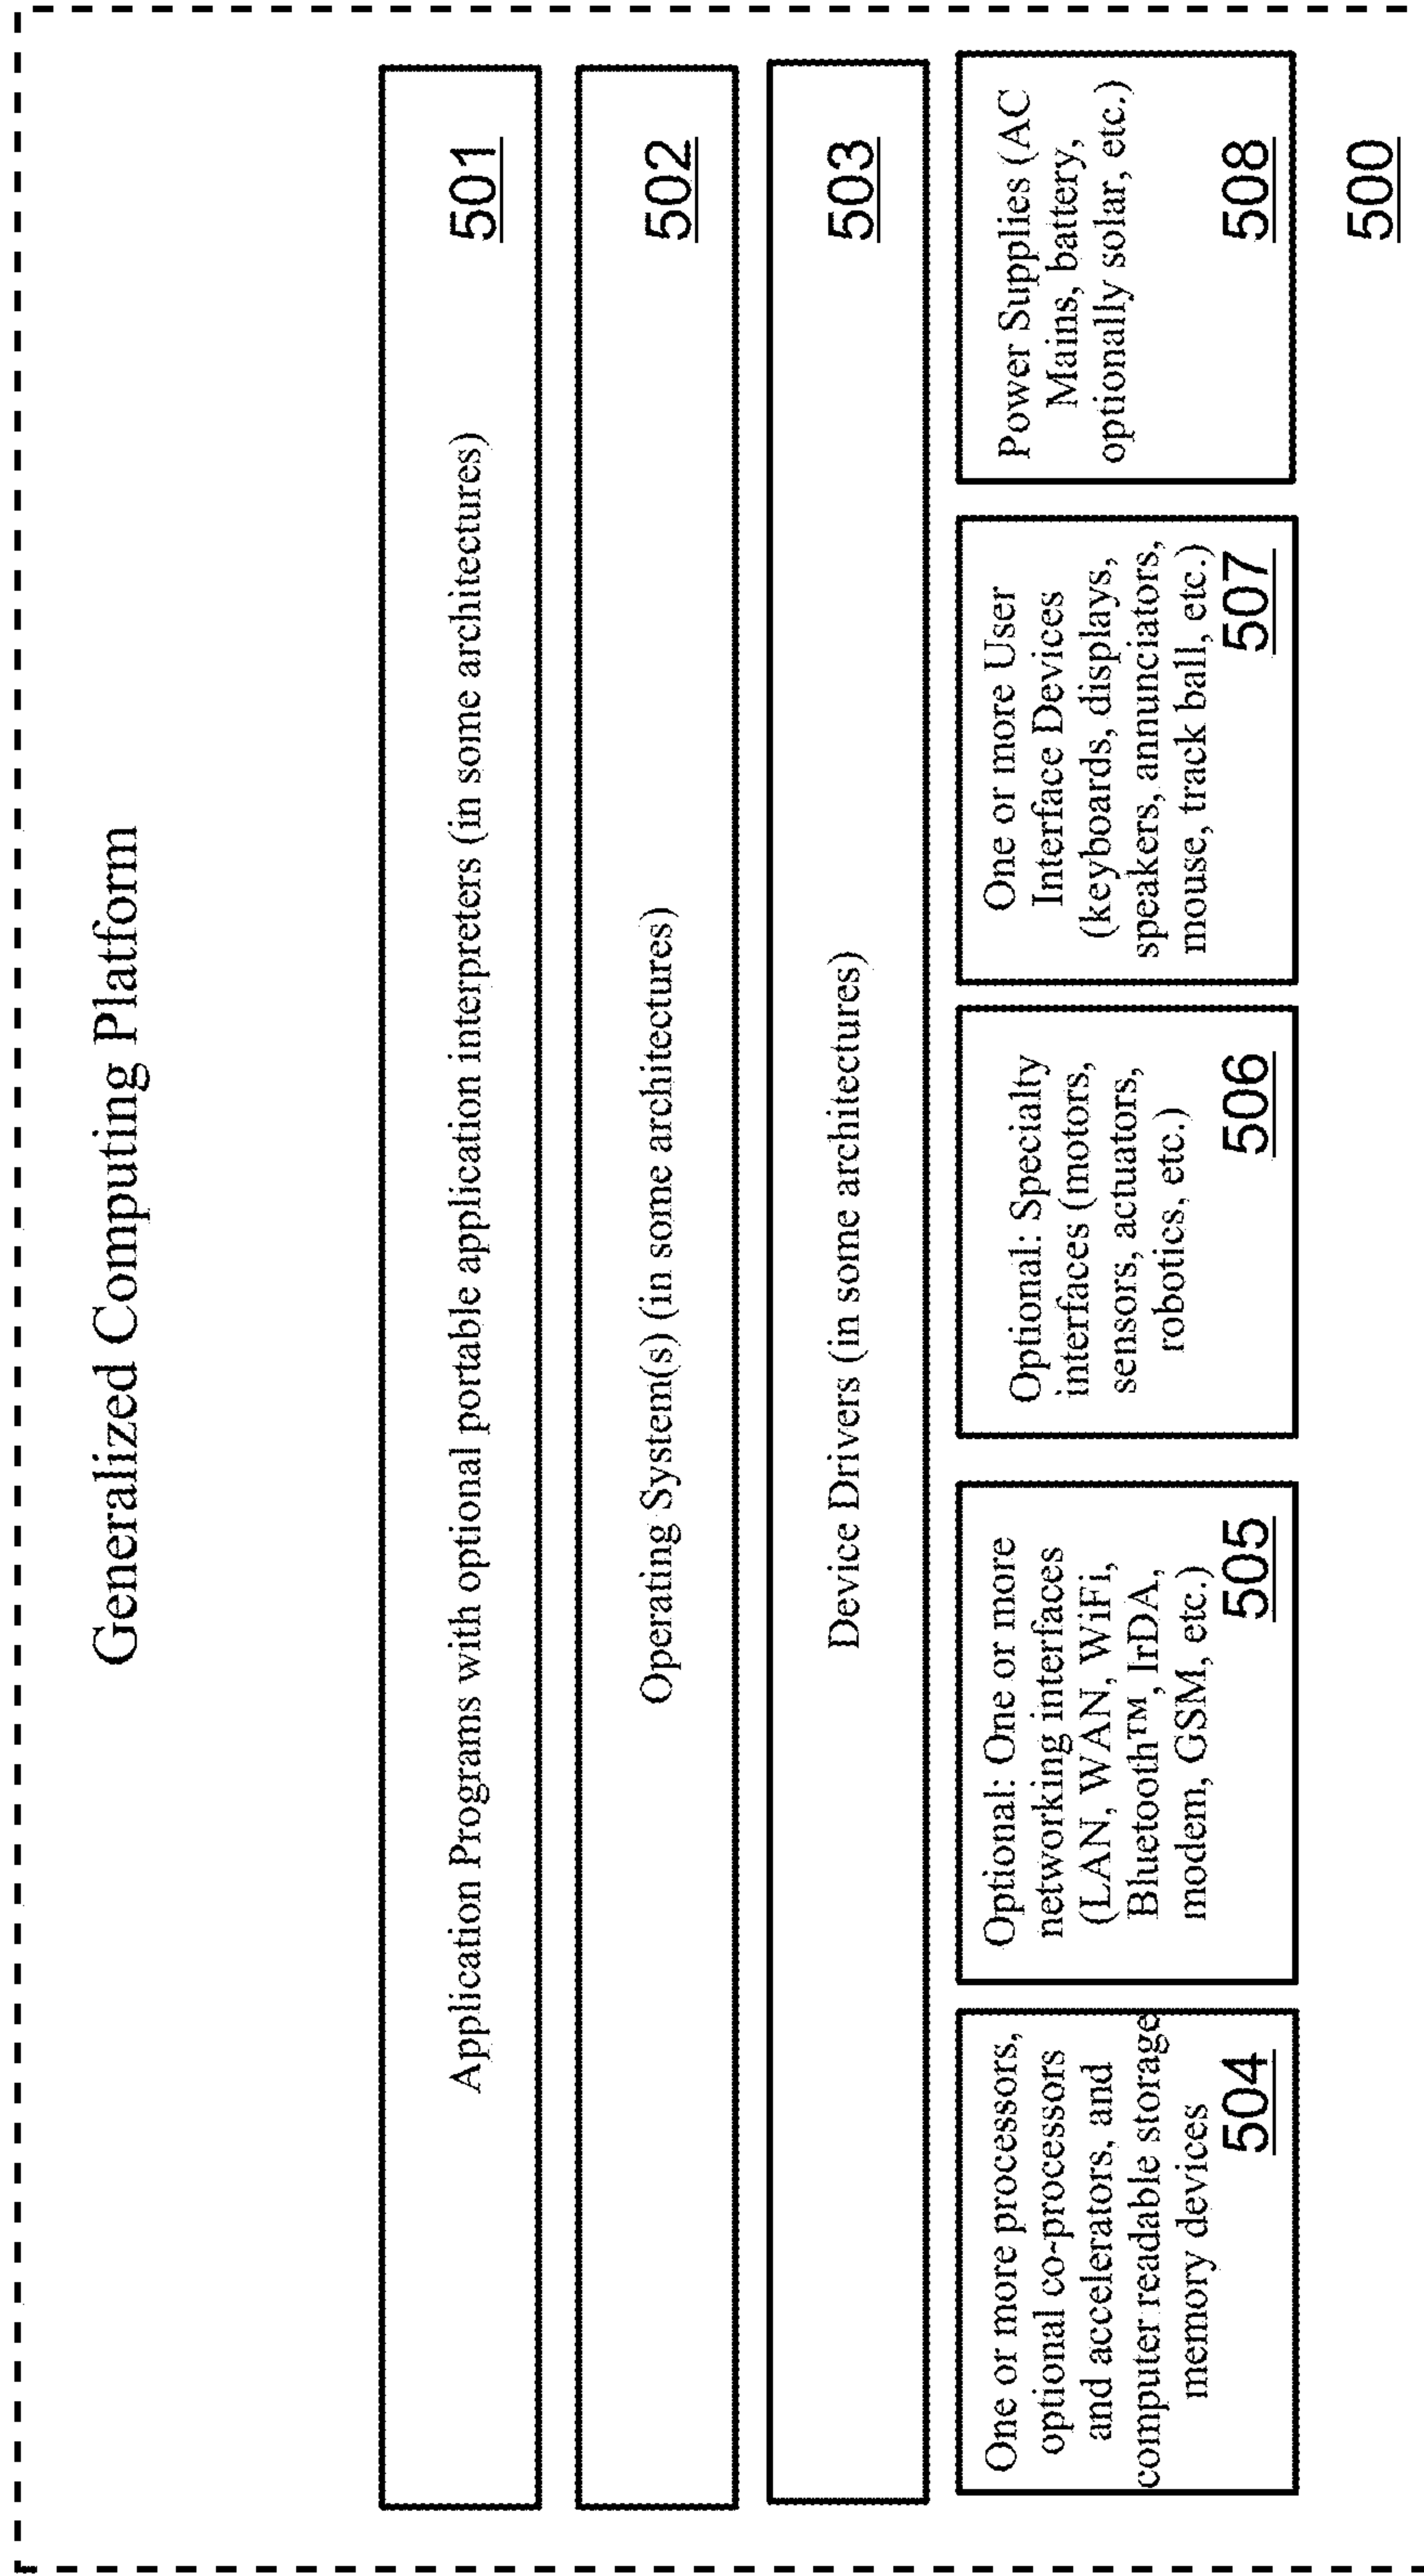 Generalized Computing Platform
Application Programs with optional portable application interpreters (in some architectures)
501
Operating System(s) (in some architectures)
502
Device Drivers (in some architectures)
503
One or more processors,
optional co-processors
and accelerators, and
computer readable storage
memory devices
504
Optional: One or more
networking interfaces
(LAN, WAN, WiFi,
Bluetooth™, IrDA,
modem, GSM, etc.)
505
Optional: Specialty
interfaces (motors,
sensors, actuators,
robotics, etc.)
506
One or more User
Interface Devices
(keyboards, displays,
speakers, annunciators,
mouse, track ball, etc.)
507
Power Supplies (AC
Mains, battery,
optionally solar, etc.)
508
500